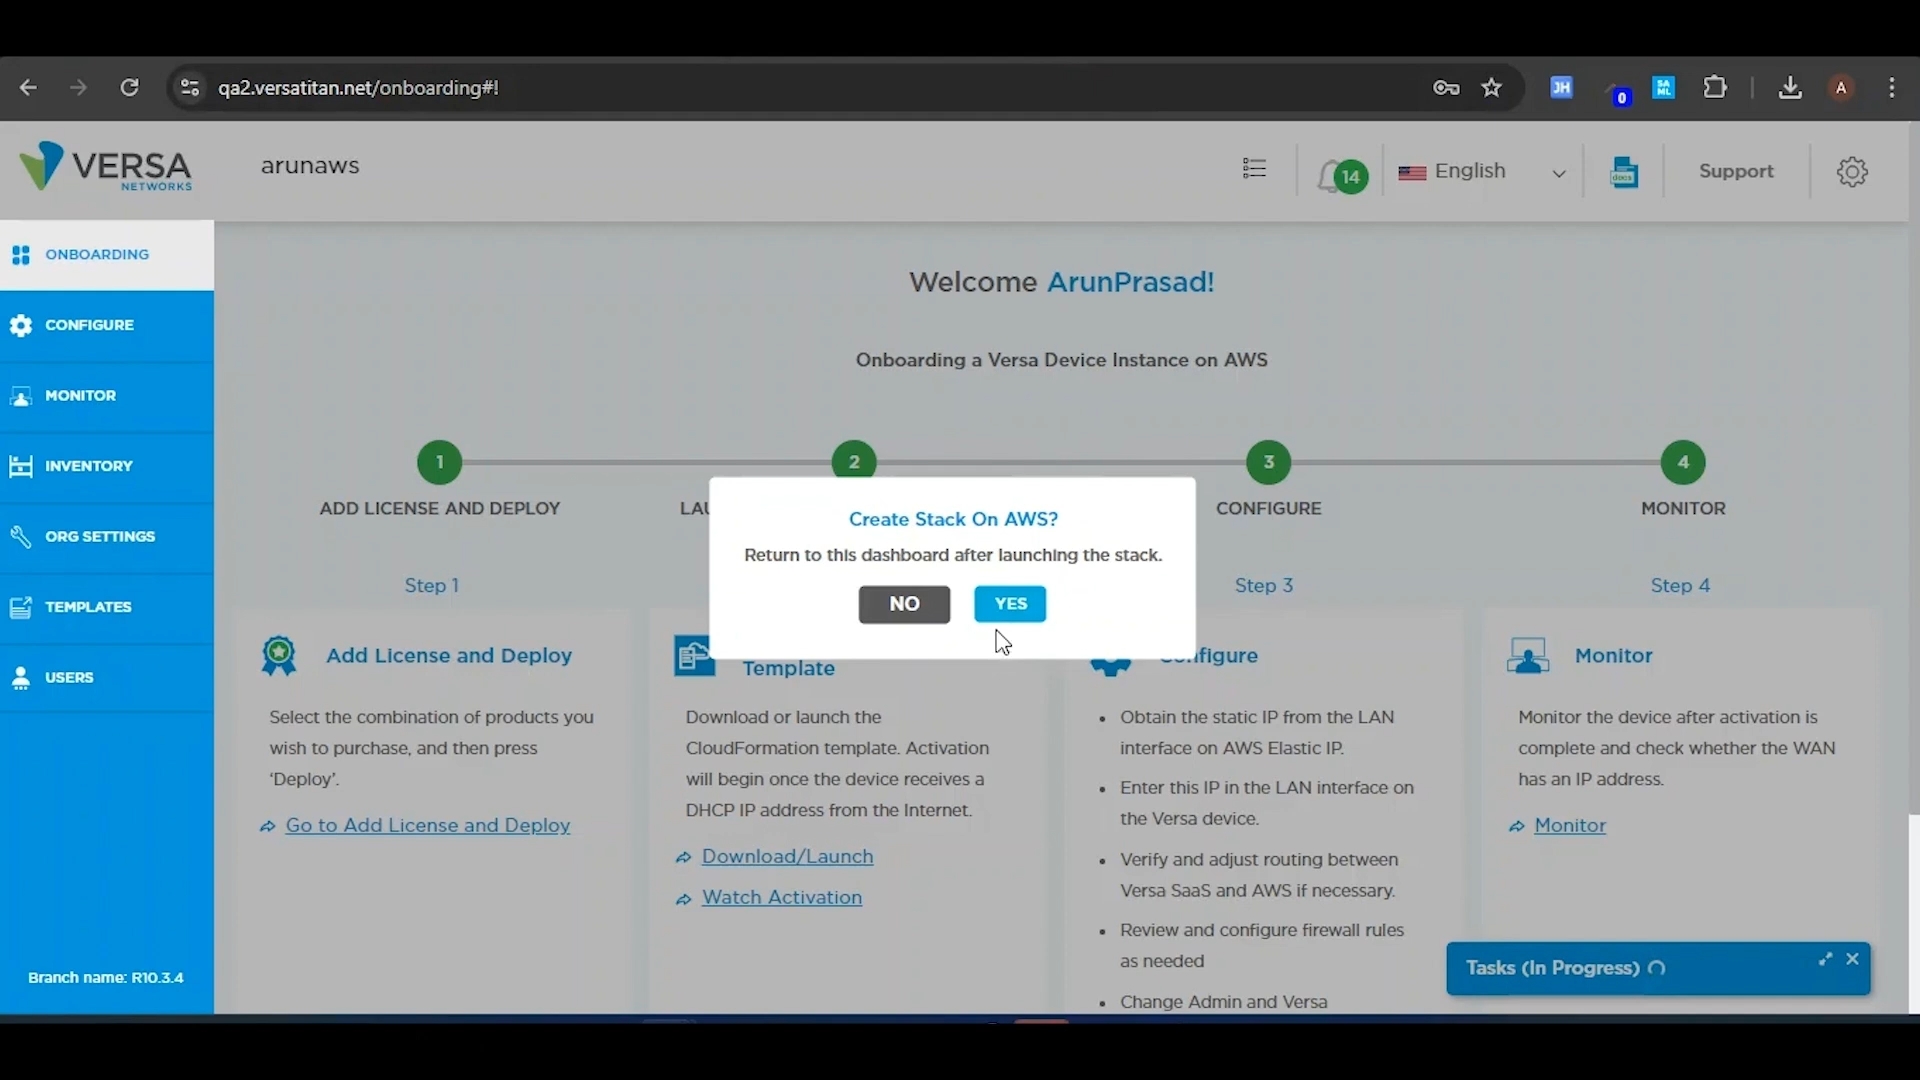 qa2.versatitan.net/onboarding#!
JH
0
SA
ML
A
VERSA
NETWORKS
arunaws
14
English
docs
Support
ONBOARDING
CONFIGURE
MONITOR
INVENTORY
ORG SETTINGS
TEMPLATES
USERS
Branch name: R10.3.4
Welcome ArunPrasad!
Onboarding a Versa Device Instance on AWS
1
2
3
4
ADD LICENSE AND DEPLOY
LAU
CONFIGURE
MONITOR
Create Stack On AWS?
Return to this dashboard after launching the stack.
NO
YES
Step 1
Step 3
Step 4
Add License and Deploy
Select the combination of products you
wish to purchase, and then press
‘Deploy’.
Go to Add License and Deploy
Template
Download or launch the
CloudFormation template. Activation
will begin once the device receives a
DHCP IP address from the Internet.
Download/Launch
Watch Activation
Configure
• Obtain the static IP from the LAN
interface on AWS Elastic IP.
• Enter this IP in the LAN interface on
the Versa device.
• Verify and adjust routing between
Versa SaaS and AWS if necessary.
• Review and configure firewall rules
as needed
• Change Admin and Versa
Monitor
Monitor the device after activation is
complete and check whether the WAN
has an IP address.
Monitor
Tasks (In Progress)